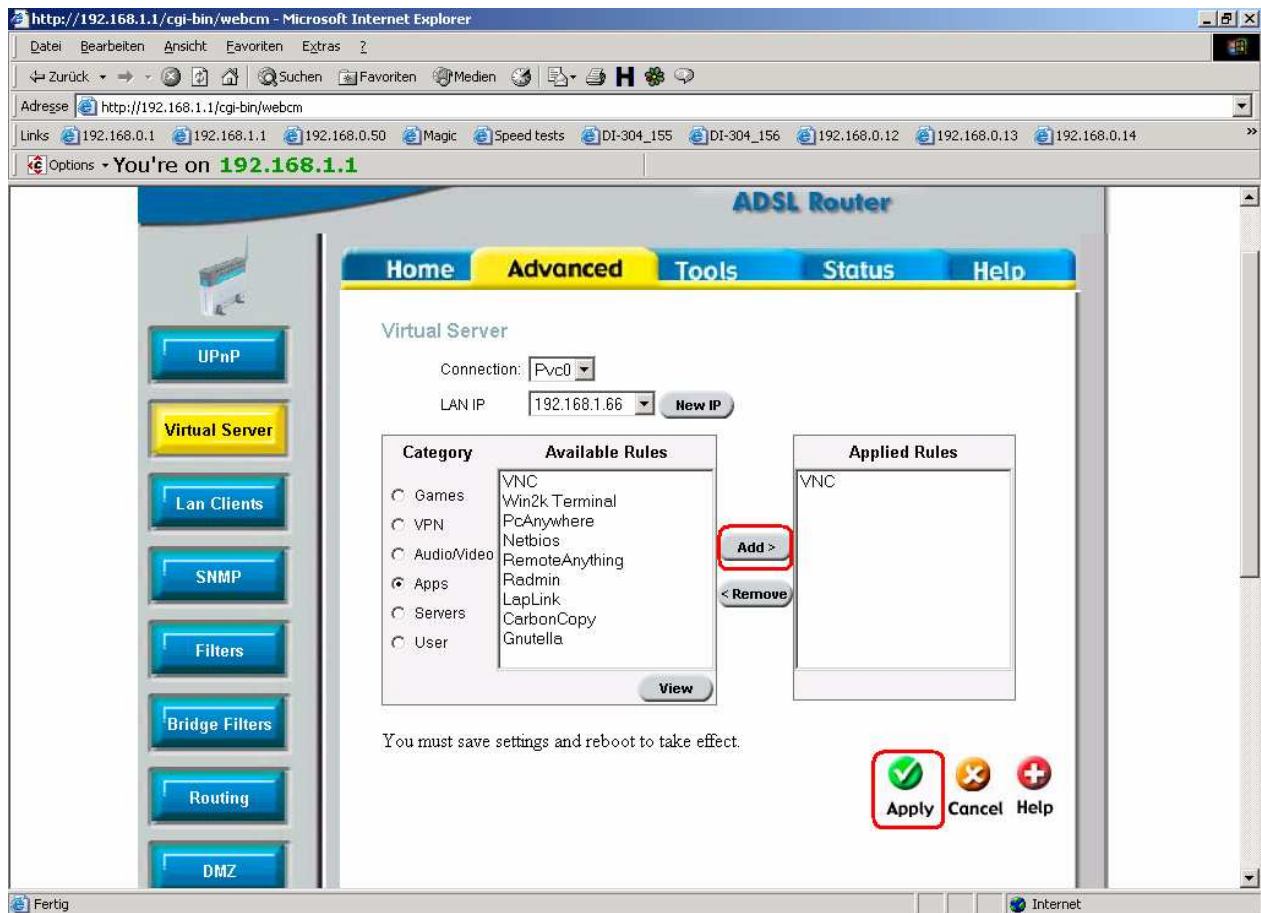 http://192.168.1.1/cgi-bin/webcm - Microsoft Internet Explorer
Datei Bearbeiten Ansicht Favoriten Extras ?
Zurück Suchen Favoriten Medien
Adresse http://192.168.1.1/cgi-bin/webcm
Links 192.168.0.1 192.168.1.1 192.168.0.50 Magic Speed tests DI-304_155 DI-304_156 192.168.0.12 192.168.0.13 192.168.0.14 »
Options You're on 192.168.1.1
ADSL Router
Home Advanced Tools Status Help
UPnP
Virtual Server
Lan Clients
SNMP
Filters
Bridge Filters
Routing
DMZ
Virtual Server
Connection: Pvc0
LAN IP 192.168.1.66 New IP
Category Available Rules
Games
VPN
Audio/Video
Apps
Servers
User
VNC
Win2k Terminal
PcAnywhere
Netbios
RemoteAnything
Radmin
LapLink
CarbonCopy
Gnutella
View
Add >
< Remove
Applied Rules
VNC
You must save settings and reboot to take effect.
Apply Cancel Help
Fertig Internet